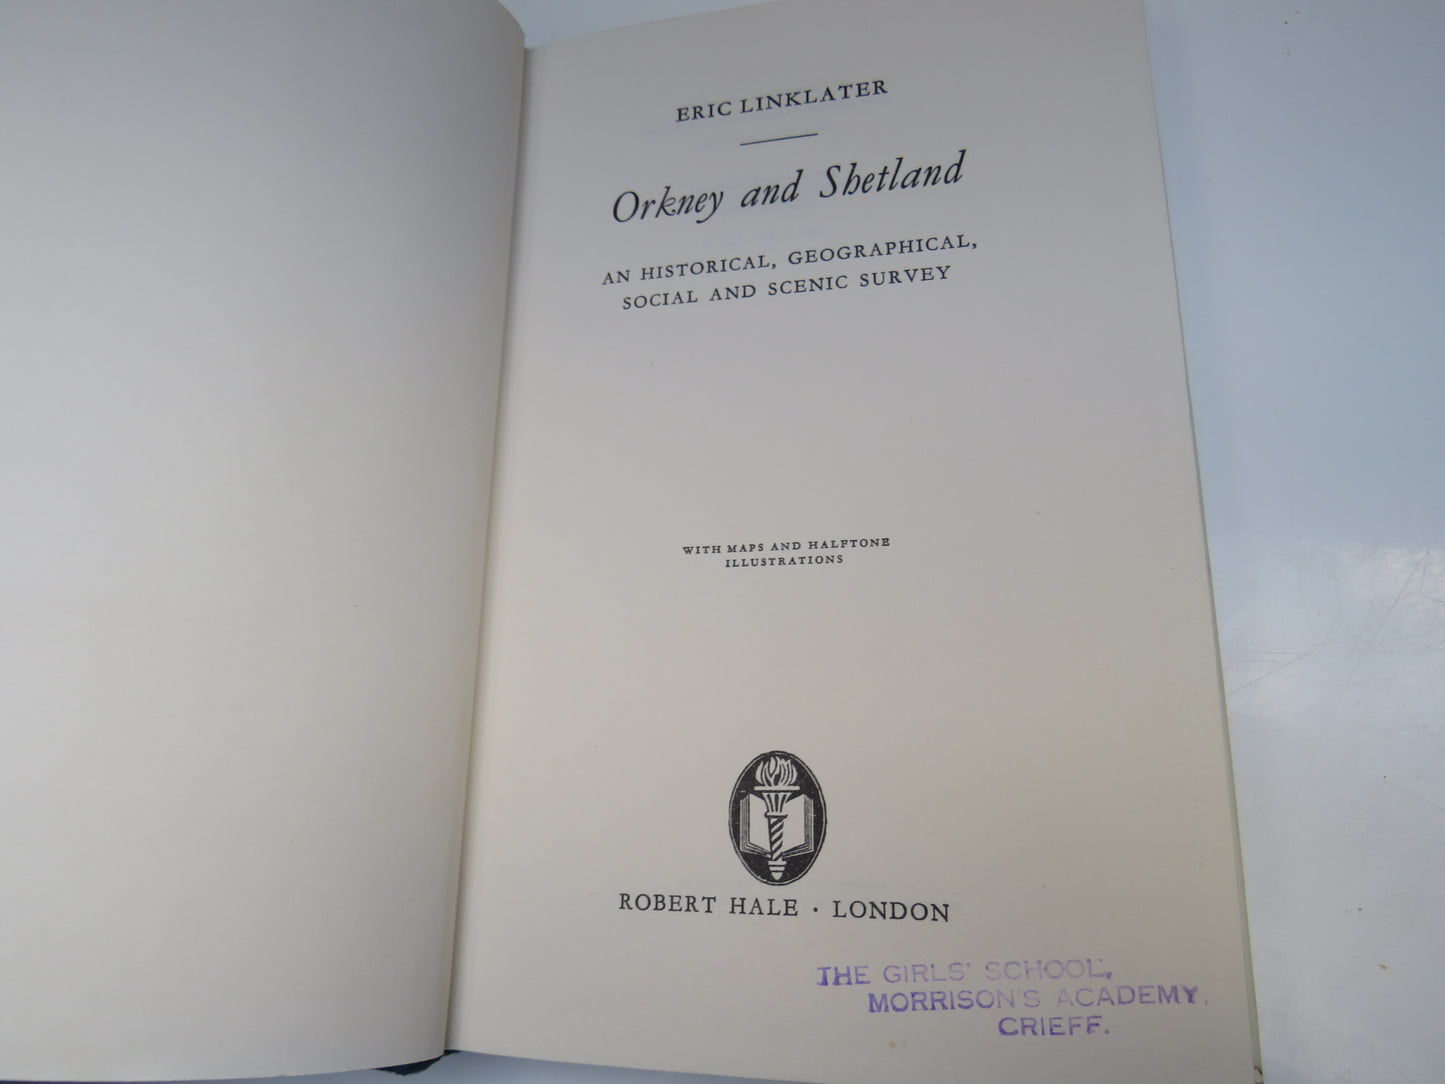 ERIC LINKLATER
Orkney and Shetland
AN HISTORICAL, GEOGRAPHICAL,
SOCIAL AND SCENIC SURVEY
WITH MAPS AND HALFTONE
ILLUSTRATIONS
ROBERT HALE · LONDON
THE GIRLS' SCHOOL,
MORRISON'S ACADEMY,
CRIEFF.